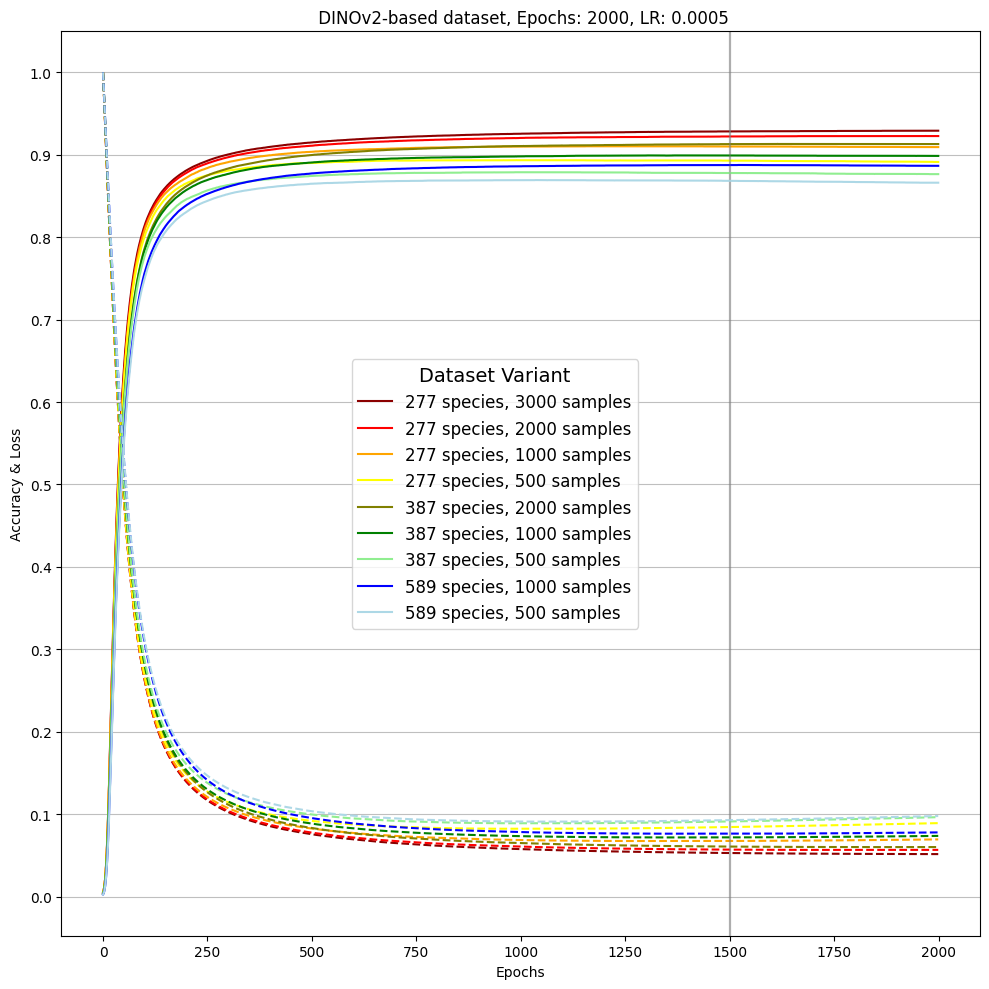 DINOv2-based dataset, Epochs: 2000, LR: 0.0005
1.0
0.9
0.8
0.7
0.6
0.5
0.4
0.3
0.2
0.1
0.0
Accuracy & Loss
Dataset Variant
277 species, 3000 samples
277 species, 2000 samples
277 species, 1000 samples
277 species, 500 samples
387 species, 2000 samples
387 species, 1000 samples
387 species, 500 samples
589 species, 1000 samples
589 species, 500 samples
0 250 500 750 1000 1250 1500 1750 2000
Epochs